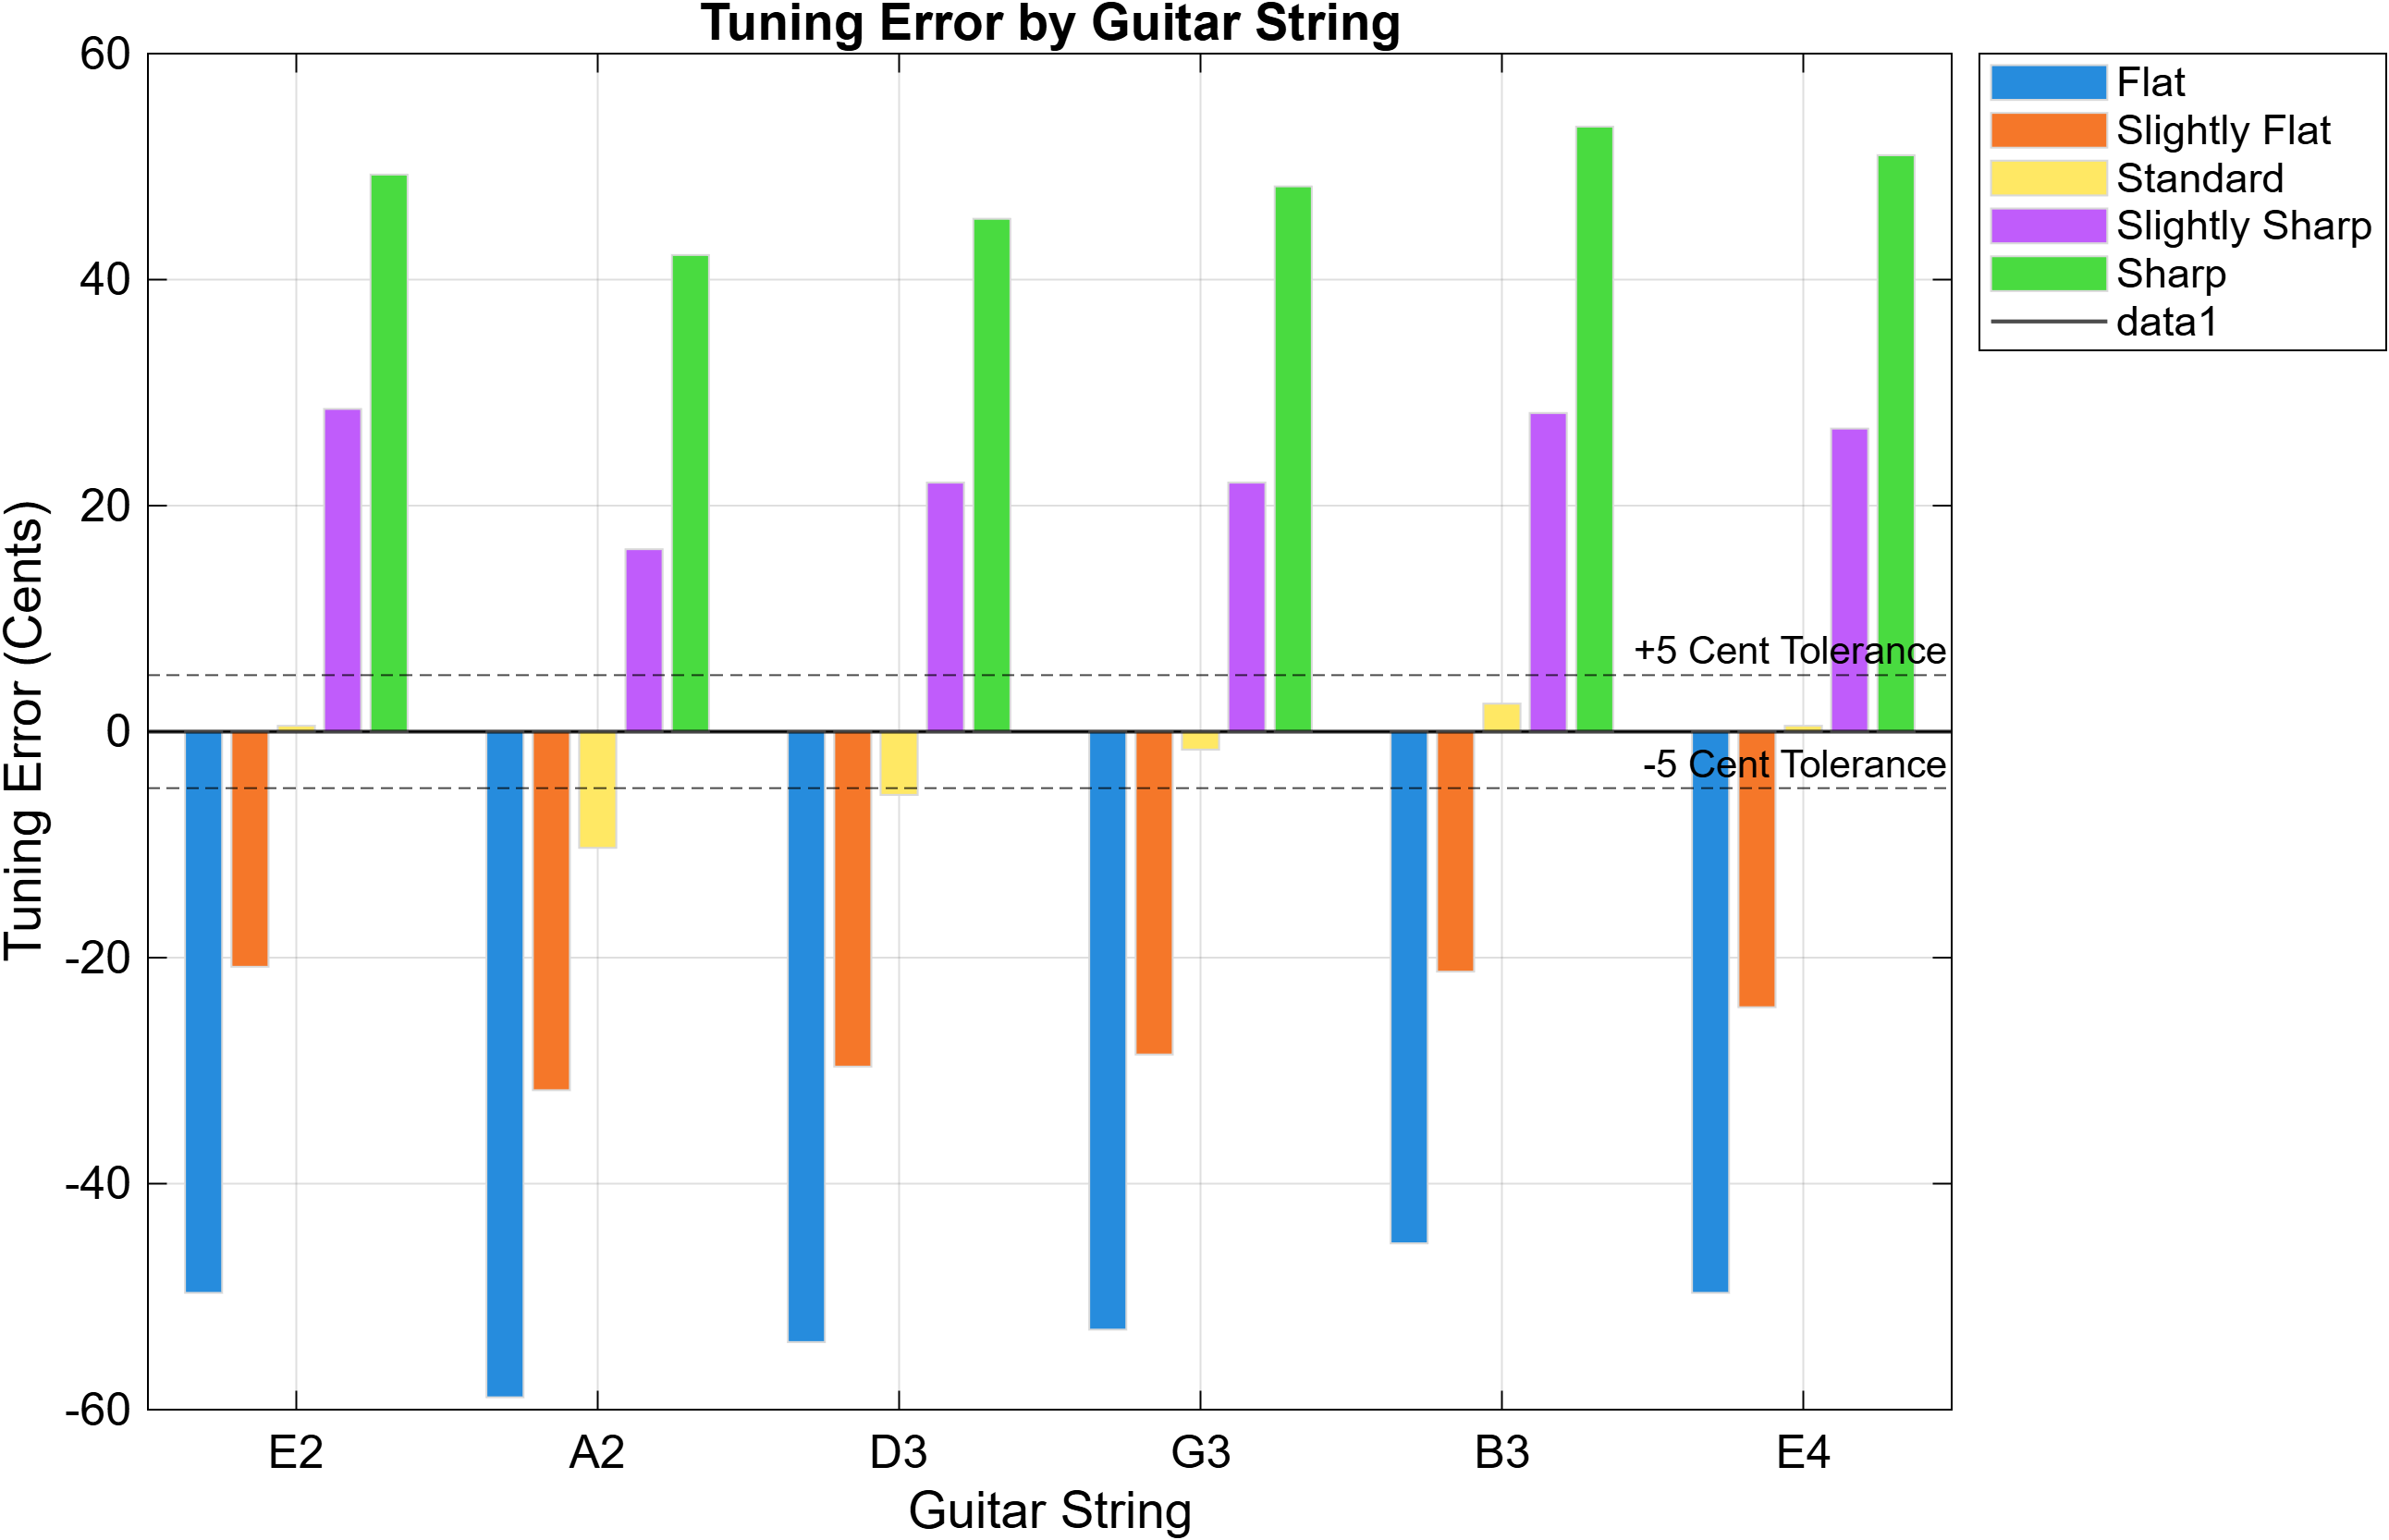 Tuning Error by Guitar String
60
40
20
0
-20
-40
-60
Tuning Error (Cents)
+5 Cent Tolerance
-5 Cent Tolerance
E2
A2
D3
G3
B3
E4
Guitar String
Flat
Slightly Flat
Standard
Slightly Sharp
Sharp
data1